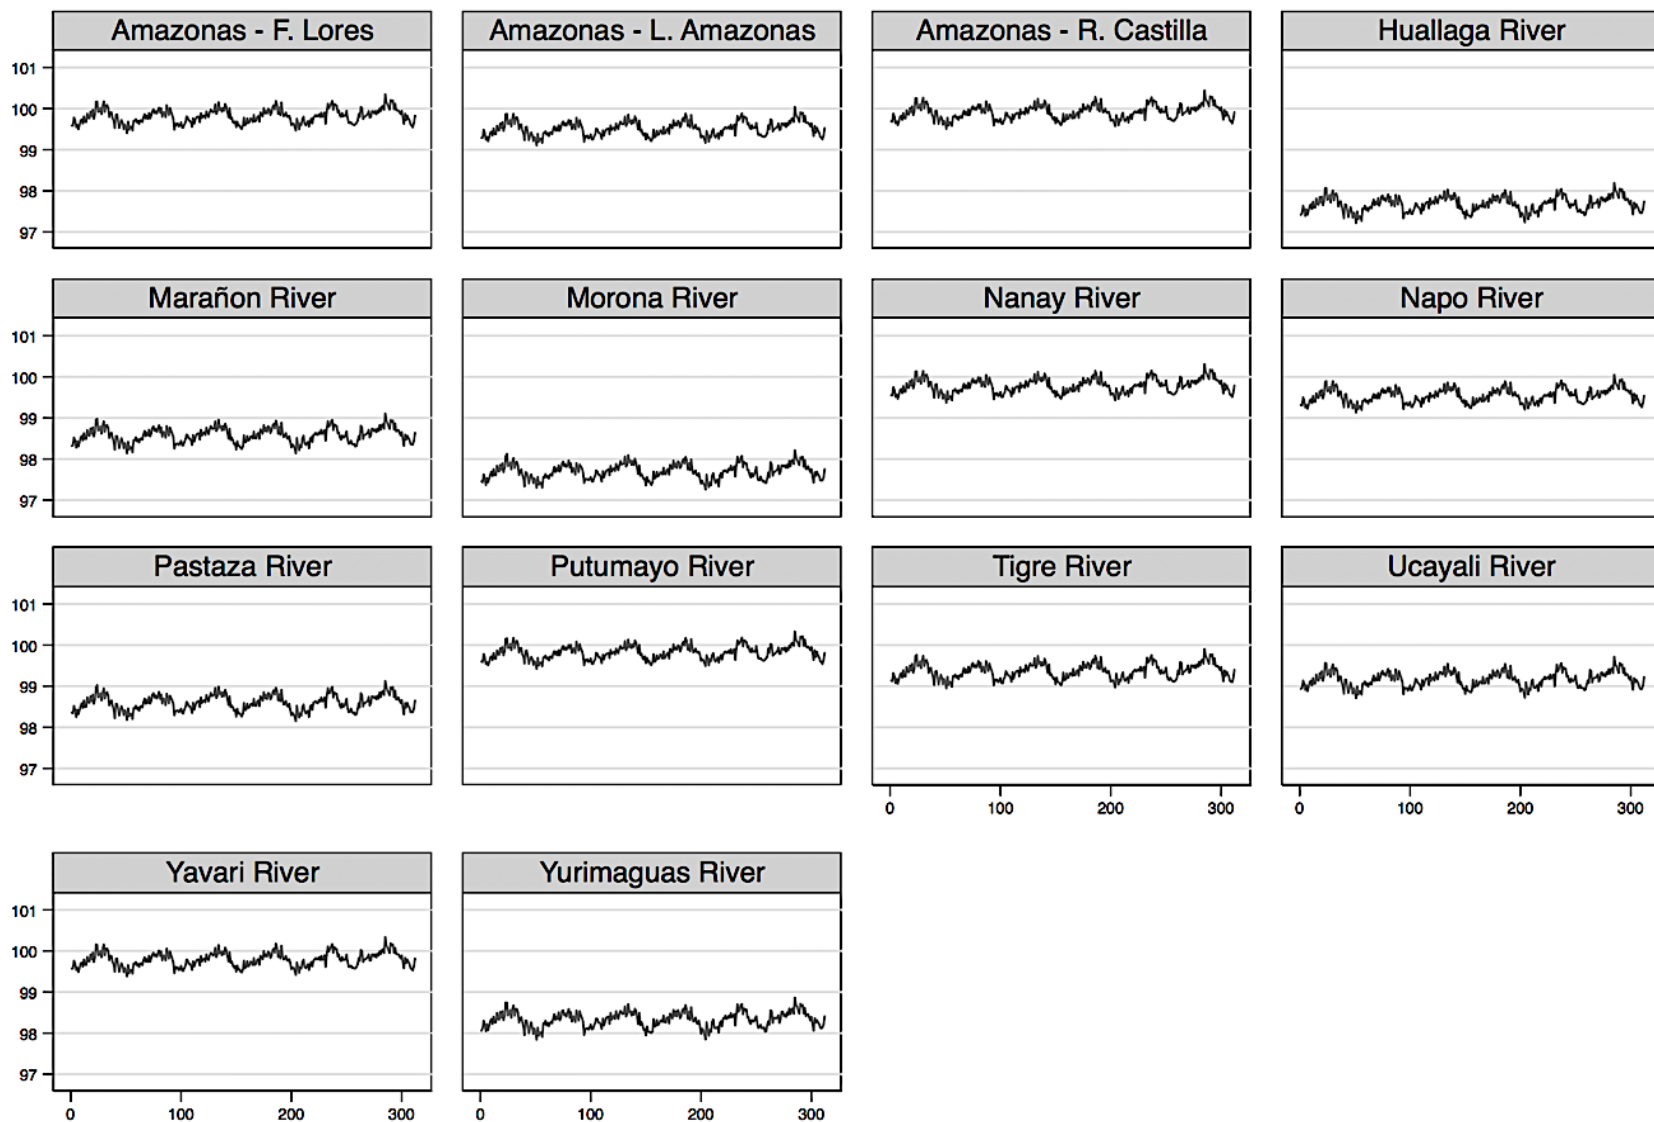 Amazonas - F. Lores
Amazonas - L. Amazonas
Amazonas - R. Castilla
Huallaga River
101
100
99
98
97
Marañon River
Morona River
Nanay River
Napo River
101
100
99
98
97
Pastaza River
Putumayo River
Tigre River
Ucayali River
101
100
99
98
97
0 100 200 300
0 100 200 300
Yavari River
Yurimaguas River
101
100
99
98
97
0 100 200 300
0 100 200 300